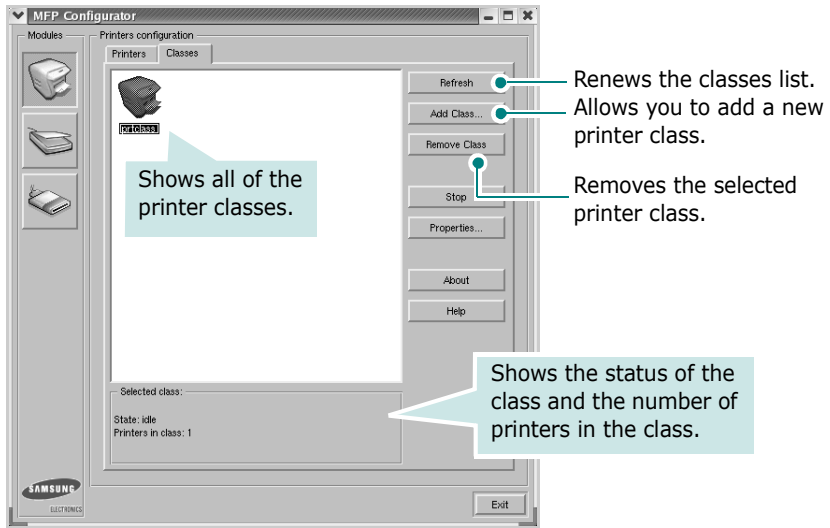 MFP Configurator
Modules
Printers configuration
Printers
Classes
prtclass
Refresh
Add Class...
Remove Class
Stop
Properties...
About
Help
Shows all of the
printer classes.
Renews the classes list.
Allows you to add a new
printer class.
Removes the selected
printer class.
Shows the status of the
class and the number of
printers in the class.
Selected class:
State: idle
Printers in class: 1
SAMSUNG
ELECTRONICS
Exit